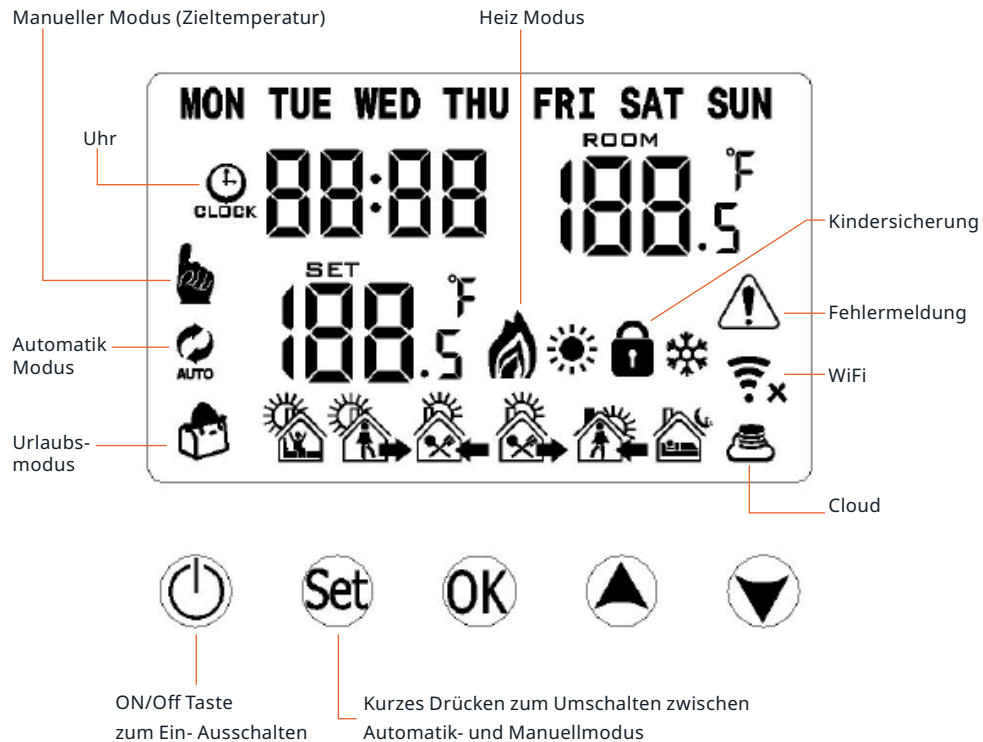 Manueller Modus (Zieltemperatur)
Heiz Modus
MON TUE WED THU FRI SAT SUN
Uhr
CLOCK
88:88
ROOM
188.5
°F
Kindersicherung
SET
188.5
°F
Fehlermeldung
Automatik
Modus
AUTO
WiFi
Urlaubs-
modus
Cloud
Set
OK
ON/Off Taste
zum Ein- Ausschalten
Kurzes Drücken zum Umschalten zwischen
Automatik- und Manuellmodus